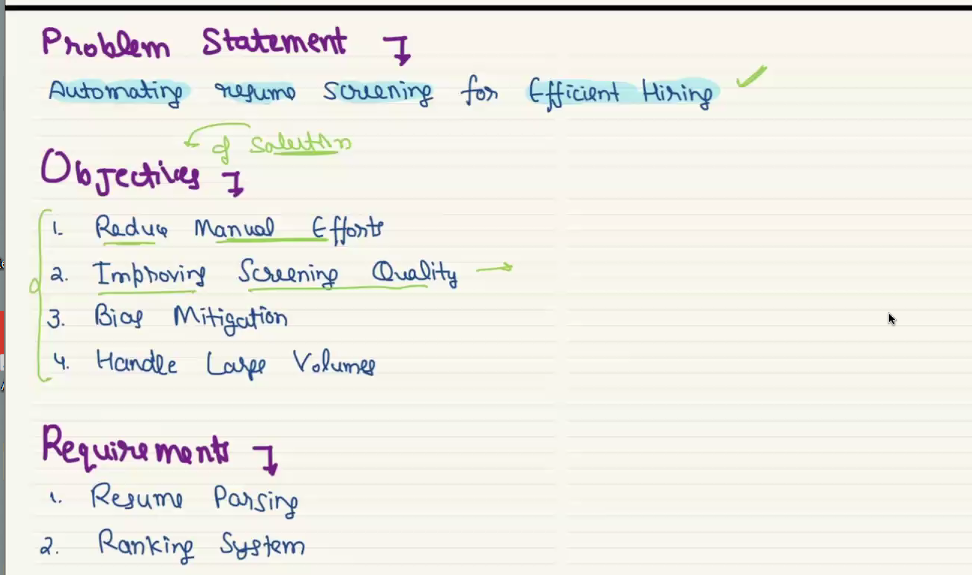 Problem Statement
Automating resume screening for Efficient Hiring
of solution
Objectives
1. Reduce Manual Efforts
2. Improving Screening Quality
3. Bias Mitigation
4. Handle Large Volumes
Requirements
1. Resume Parsing
2. Ranking System